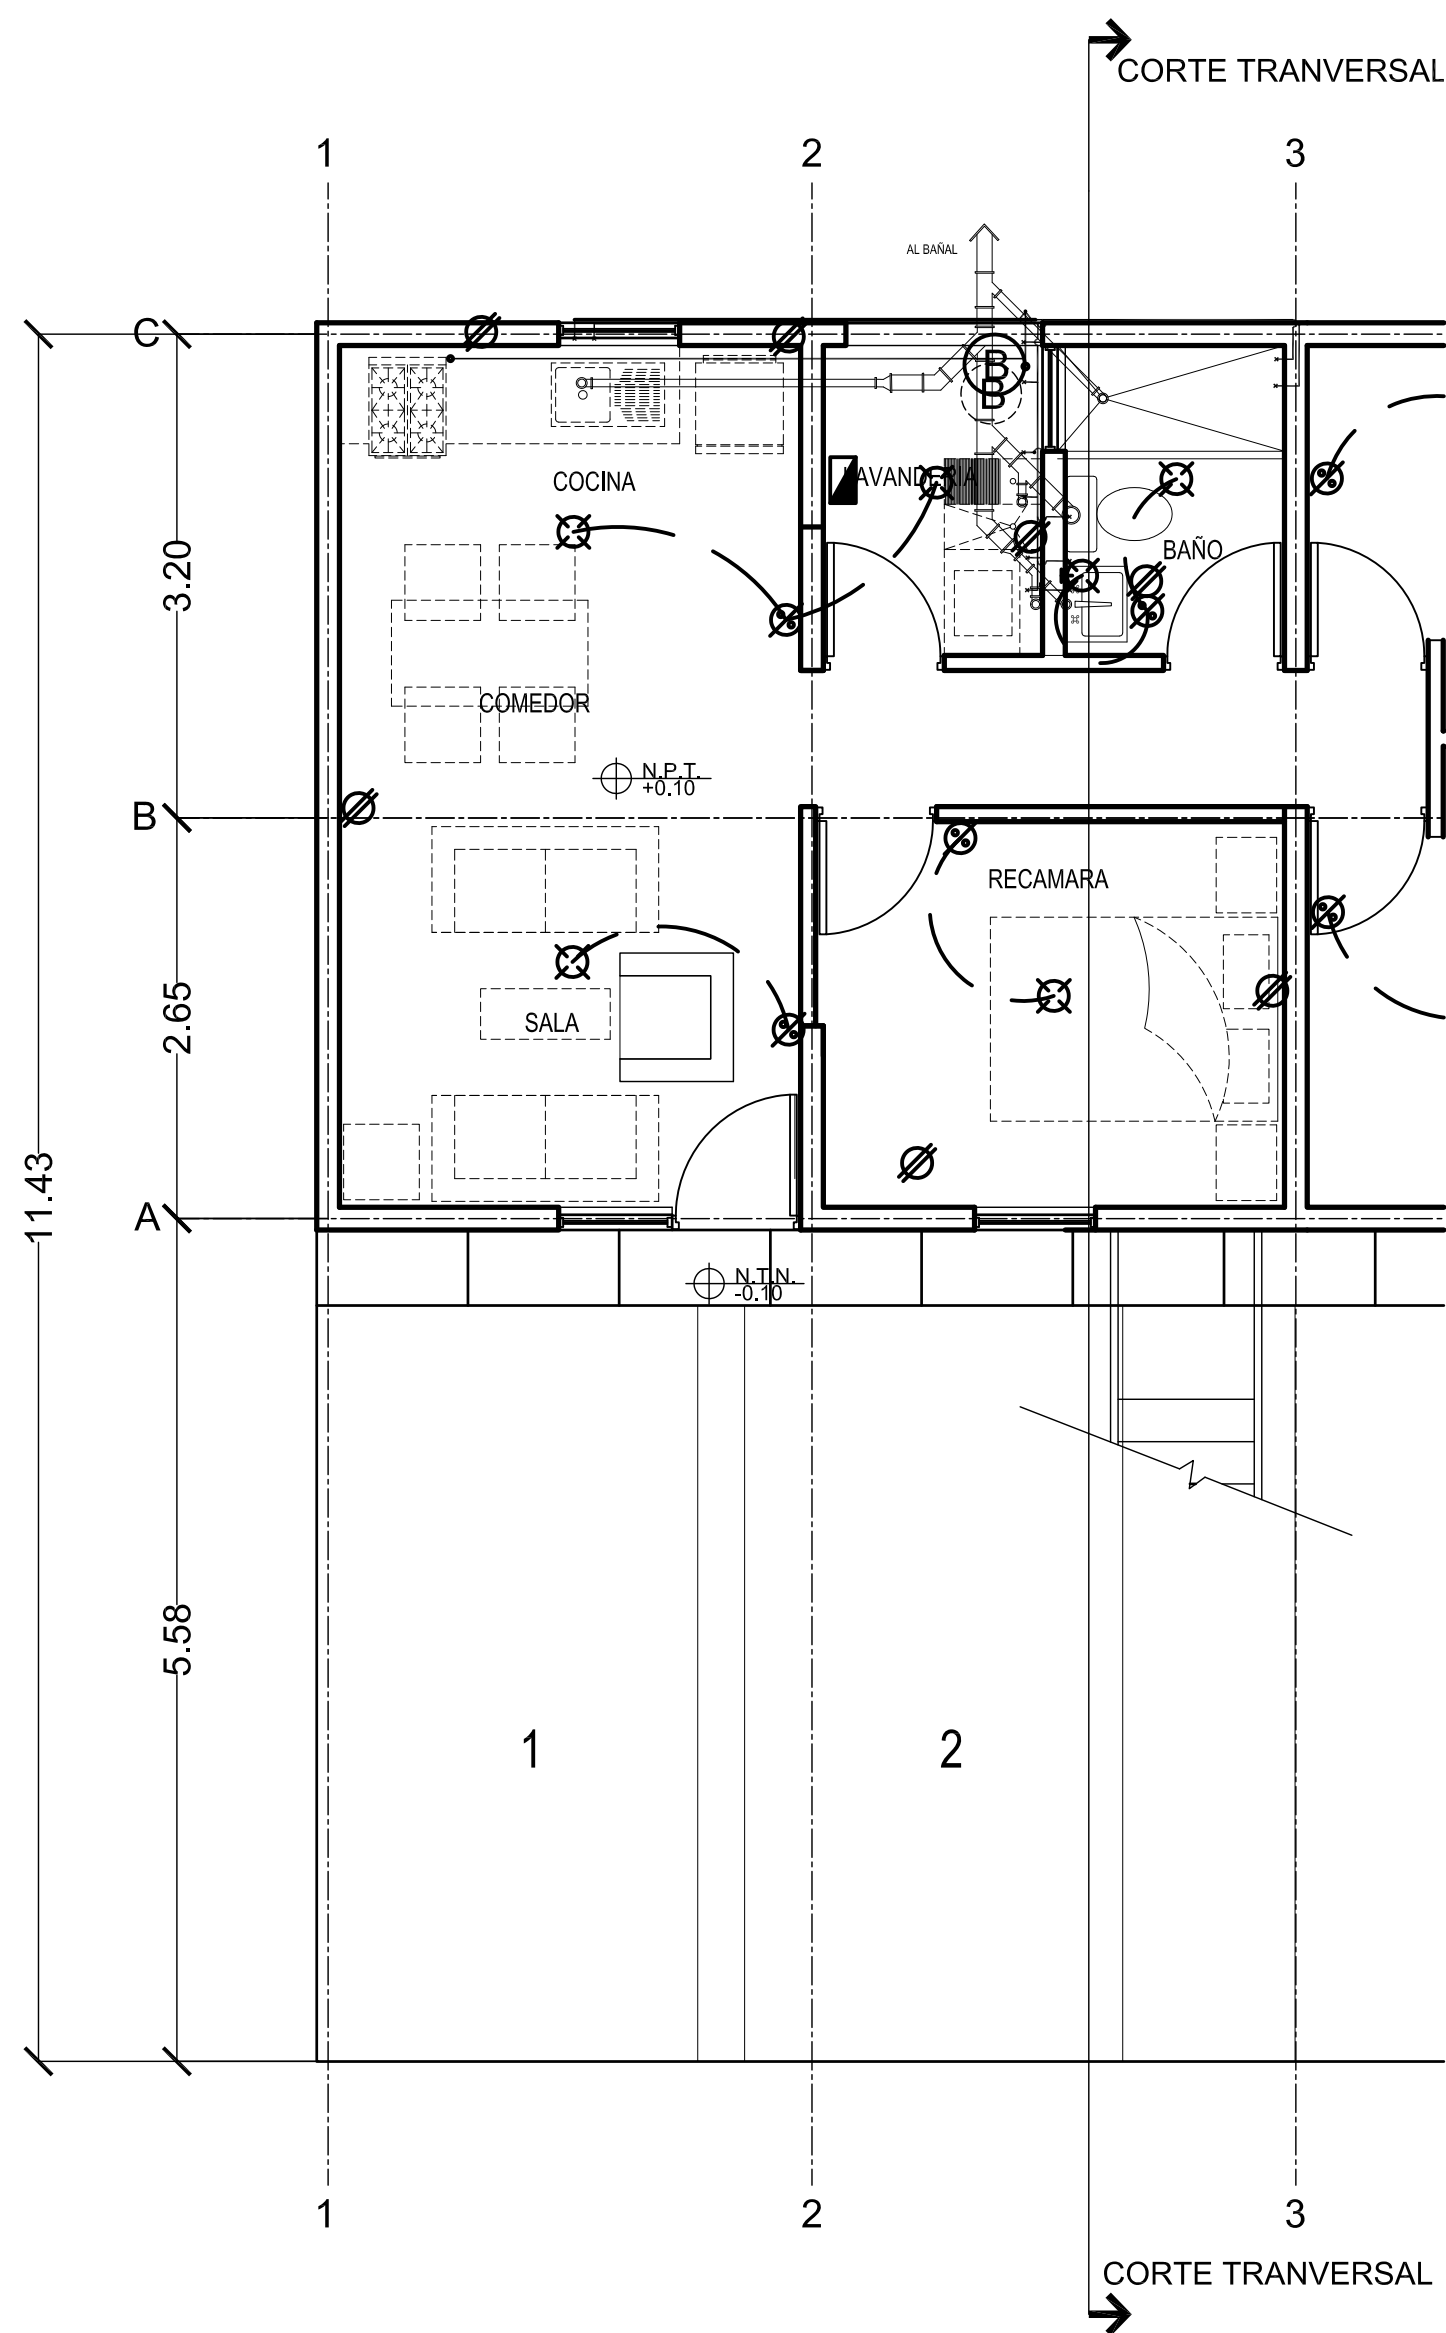 CORTE TRANVERSAL
1
2
3
AL BAÑAL
C
B
B
COCINA
LAVANDERIA
BAÑO
3.20
COMEDOR
N.P.T.
+0.10
B
RECAMARA
2.65
SALA
11.43
A
N.T.N.
-0.10
5.58
1
2
1
2
3
CORTE TRANVERSAL